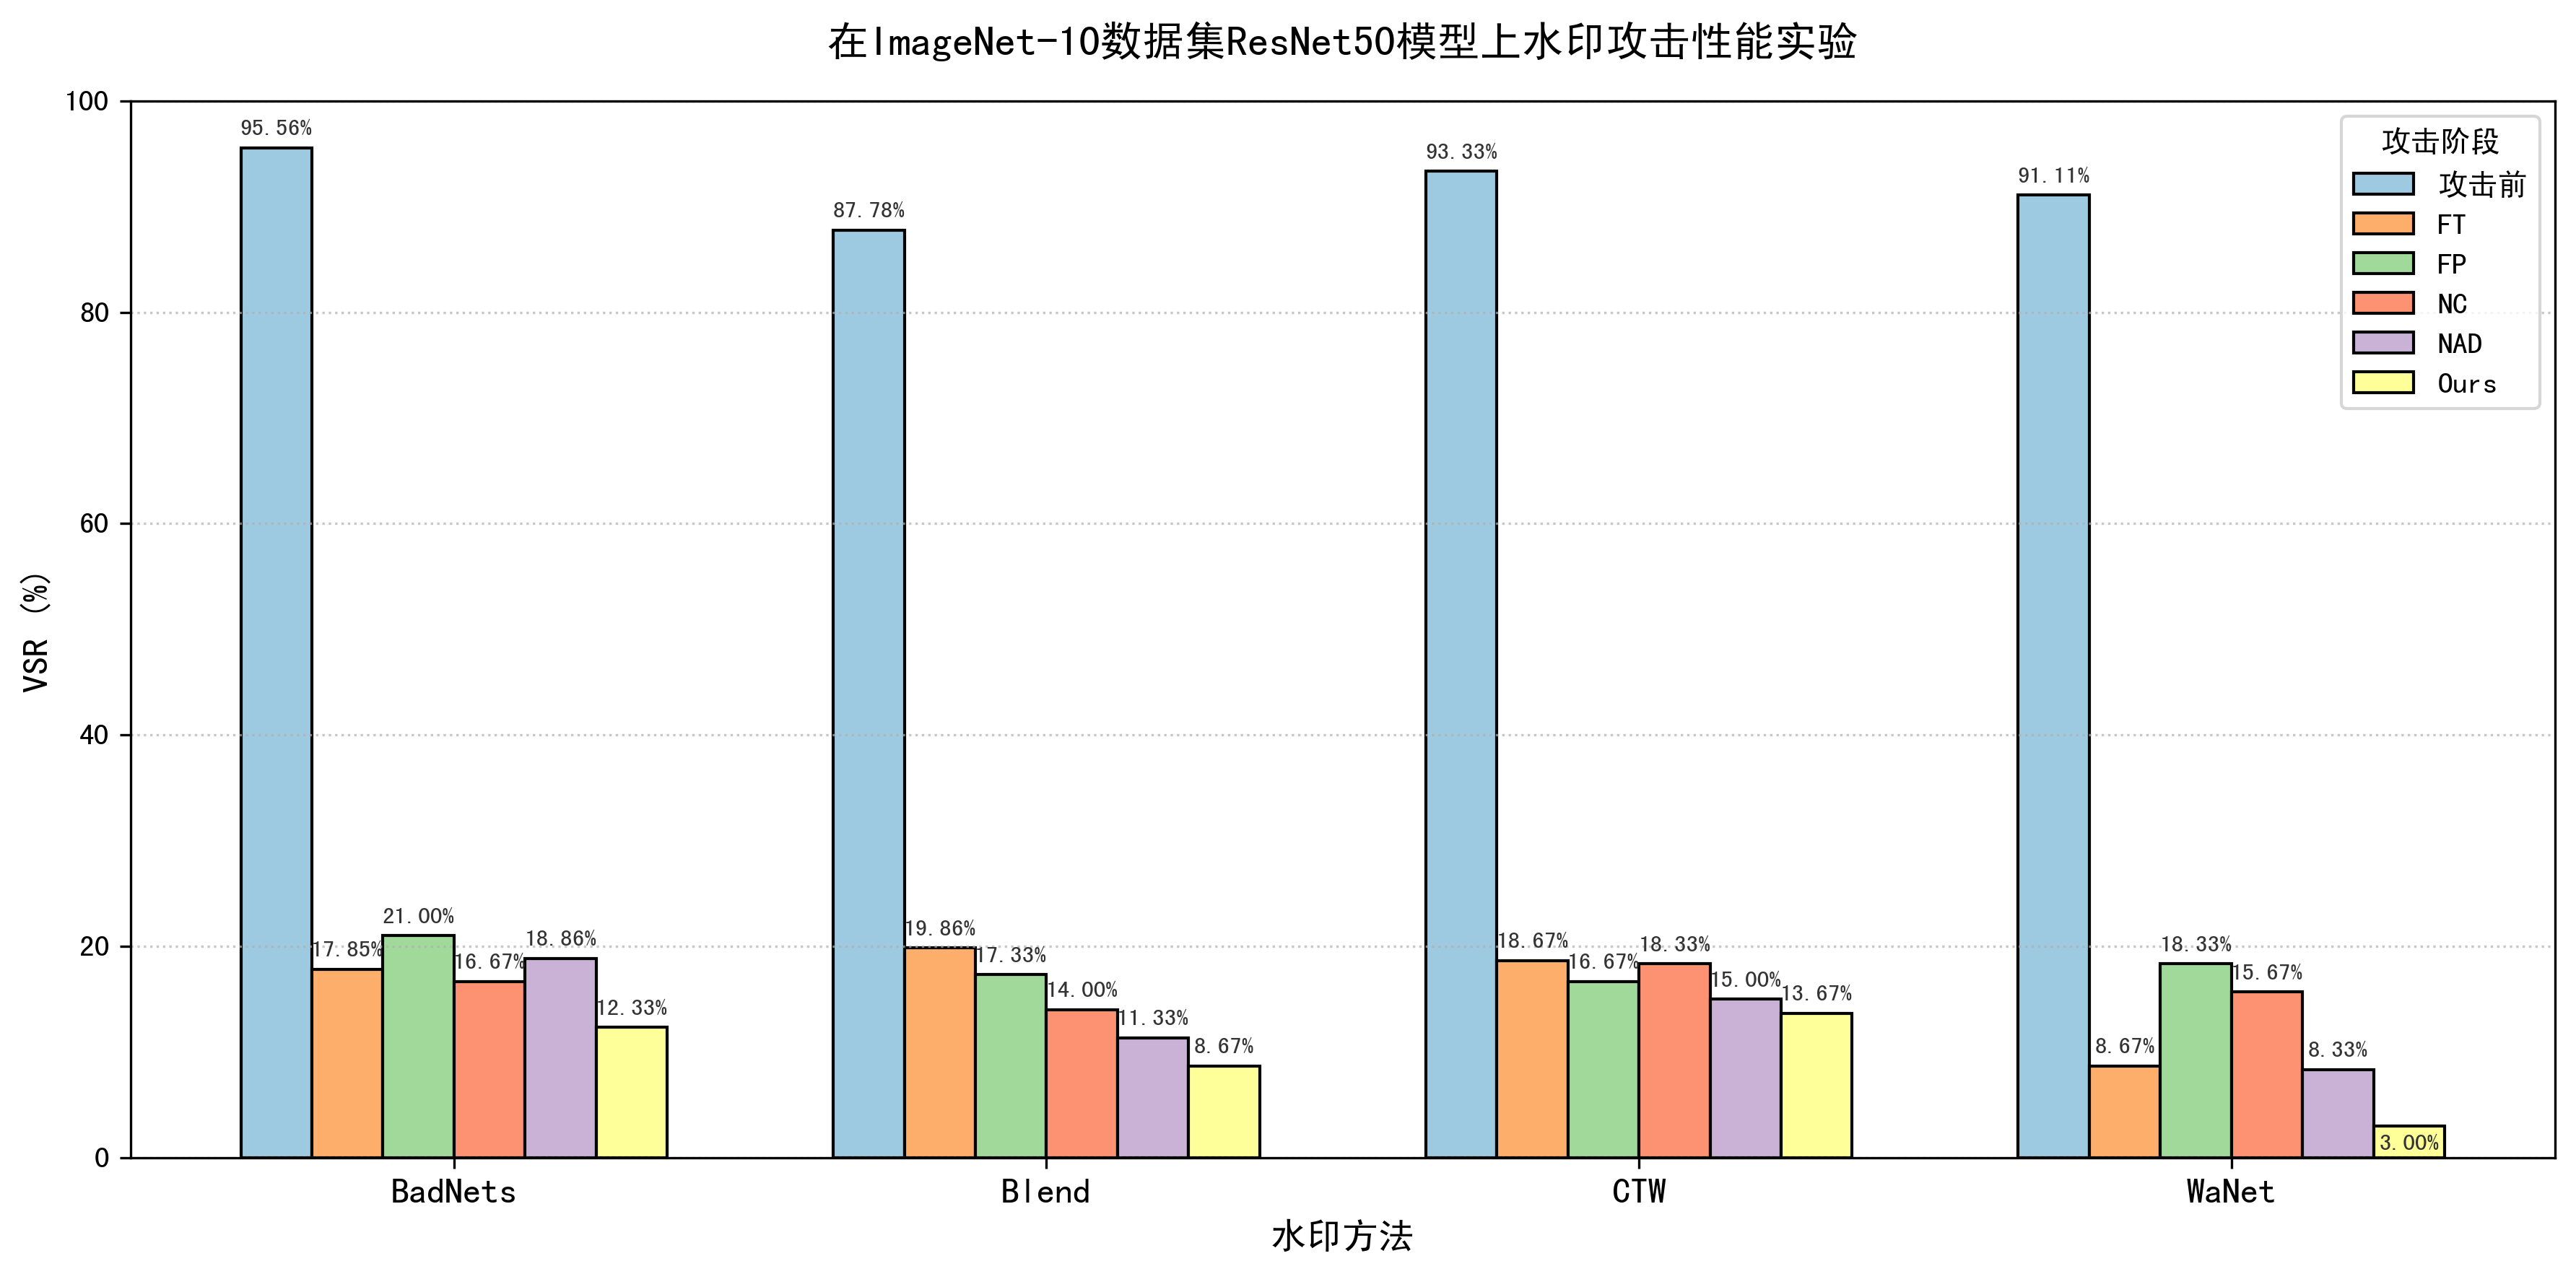 在ImageNet-10数据集ResNet50模型上水印攻击性能实验
100
80
60
40
20
0
VSR (%)
95.56%
17.85%
21.00%
16.67%
18.86%
12.33%
87.78%
19.86%
17.33%
14.00%
11.33%
8.67%
93.33%
18.67%
16.67%
18.33%
15.00%
13.67%
91.11%
8.67%
18.33%
15.67%
8.33%
3.00%
攻击阶段
攻击前
FT
FP
NC
NAD
Ours
BadNets
Blend
CTW
WaNet
水印方法